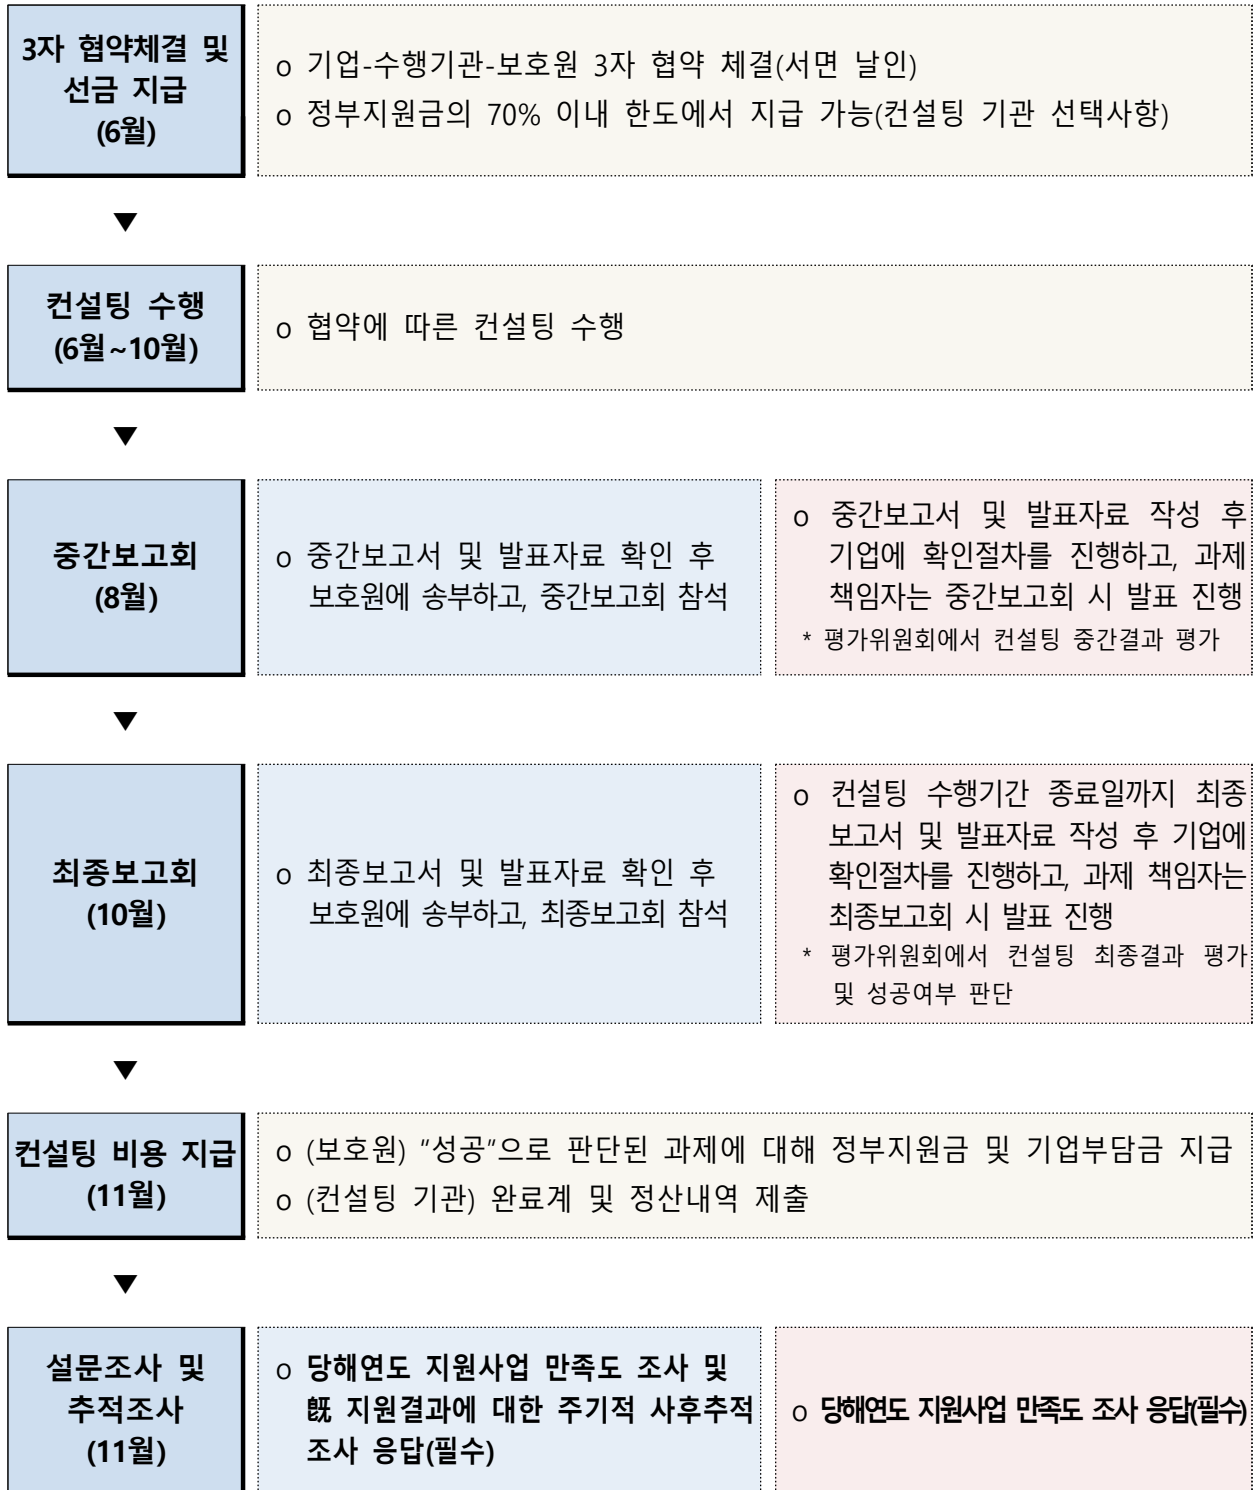 3자 협약체결 및
선금 지급
(6월)
o 기업-수행기관-보호원 3자 협약 체결(서면 날인)
o 정부지원금의 70% 이내 한도에서 지급 가능(컨설팅 기관 선택사항)
▼
컨설팅 수행
(6월~10월)
o 협약에 따른 컨설팅 수행
▼
중간보고회
(8월)
o 중간보고서 및 발표자료 확인 후
보호원에 송부하고, 중간보고회 참석
o 중간보고서 및 발표자료 작성 후
기업에 확인절차를 진행하고, 과제
책임자는 중간보고회 시 발표 진행
* 평가위원회에서 컨설팅 중간결과 평가
▼
최종보고회
(10월)
o 최종보고서 및 발표자료 확인 후
보호원에 송부하고, 최종보고회 참석
o 컨설팅 수행기간 종료일까지 최종
보고서 및 발표자료 작성 후 기업에
확인절차를 진행하고, 과제 책임자는
최종보고회 시 발표 진행
* 평가위원회에서 컨설팅 최종결과 평가
및 성공여부 판단
▼
컨설팅 비용 지급
(11월)
o (보호원) “성공”으로 판단된 과제에 대해 정부지원금 및 기업부담금 지급
o (컨설팅 기관) 완료계 및 정산내역 제출
▼
설문조사 및
추적조사
(11월)
o 당해연도 지원사업 만족도 조사 및
旣 지원결과에 대한 주기적 사후추적
조사 응답(필수)
o 당해연도 지원사업 만족도 조사 응답(필수)